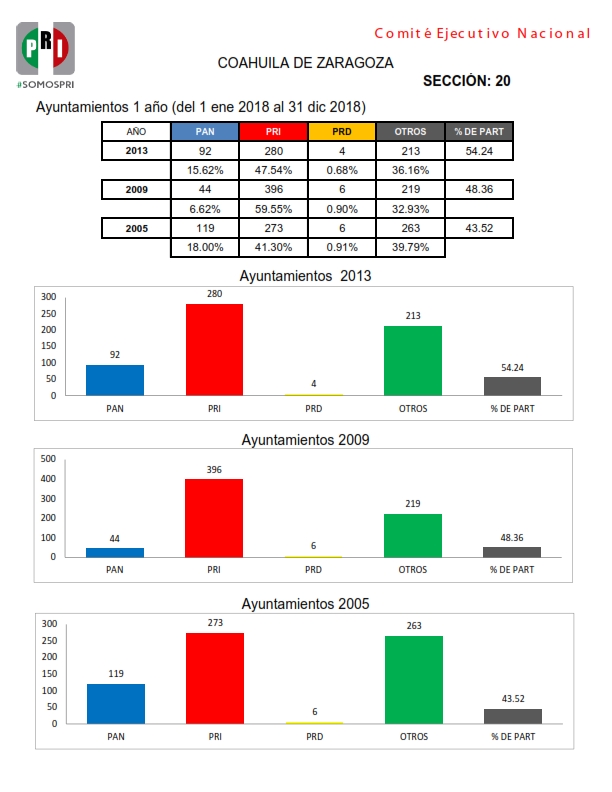 Comité Ejecutivo Nacional
PRI
#SOMOSPRI
COAHUILA DE ZARAGOZA
SECCIÓN: 20
Ayuntamientos 1 año (del 1 ene 2018 al 31 dic 2018)
AÑO PAN PRI PRD OTROS % DE PART
2013 92 280 4 213 54.24
15.62% 47.54% 0.68% 36.16%
2009 44 396 6 219 48.36
6.62% 59.55% 0.90% 32.93%
2005 119 273 6 263 43.52
18.00% 41.30% 0.91% 39.79%
Ayuntamientos 2013
300
250
200
150
100
50
0
92 280 4 213 54.24
PAN PRI PRD OTROS % DE PART
Ayuntamientos 2009
500
400
300
200
100
0
44 396 6 219 48.36
PAN PRI PRD OTROS % DE PART
Ayuntamientos 2005
300
250
200
150
100
50
0
119 273 6 263 43.52
PAN PRI PRD OTROS % DE PART